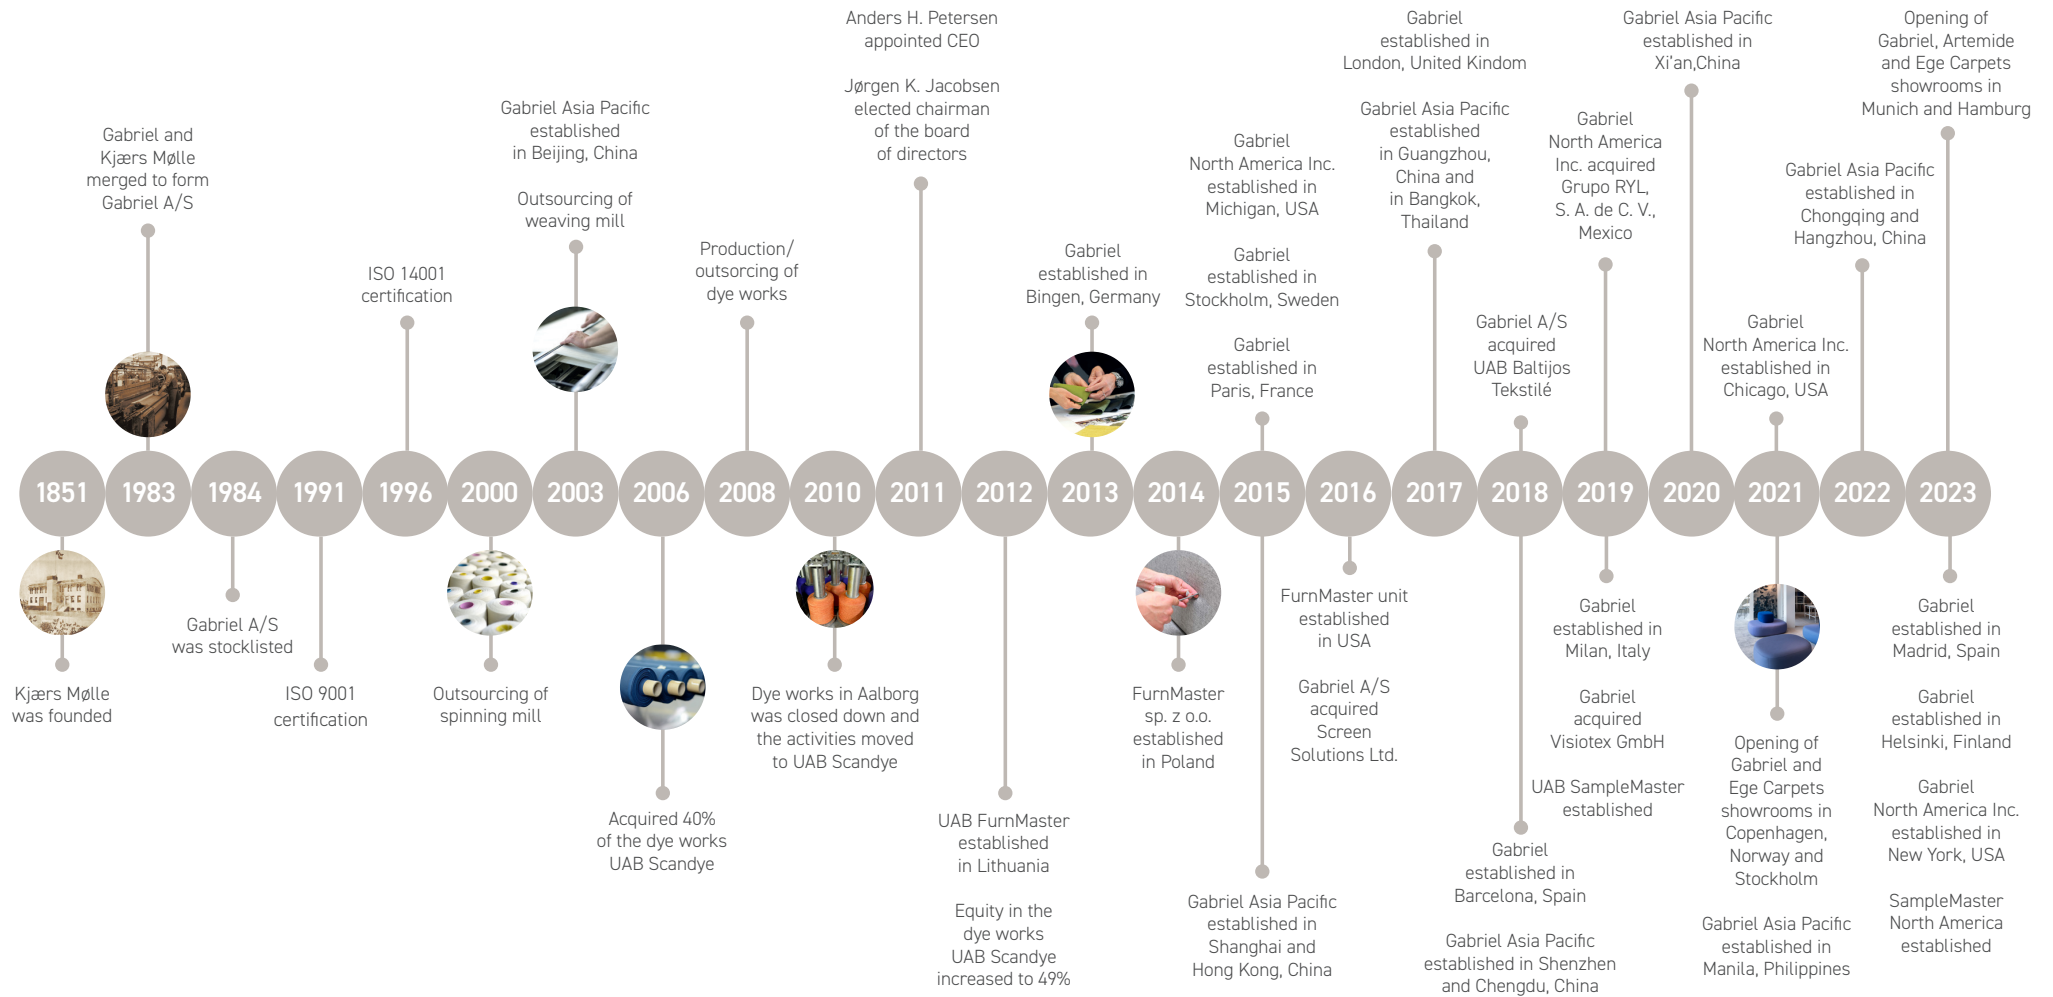 Gabriel and
Kjærs Mølle
merged to form
Gabriel A/S
ISO 14001
certification
Gabriel Asia Pacific
established
in Beijing, China
Outsourcing of
weaving mill
Production/
outsorcing of
dye works
Anders H. Petersen
appointed CEO
Jørgen K. Jacobsen
elected chairman
of the board
of directors
Gabriel
established in
Bingen, Germany
Gabriel
North America Inc.
established in
Michigan, USA
Gabriel
established in
Stockholm, Sweden
Gabriel
established in
Paris, France
Gabriel
established in
London, United Kindom
Gabriel Asia Pacific
established
in Guangzhou,
China and
in Bangkok,
Thailand
Gabriel A/S
acquired
UAB Baltijos
Tekstilé
Gabriel
North America
Inc. acquired
Grupo RYL,
S. A. de C. V.,
Mexico
Gabriel Asia Pacific
established in
Xi'an,China
Gabriel
North America Inc.
established in
Chicago, USA
Gabriel Asia Pacific
established in
Chongqing and
Hangzhou, China
Opening of
Gabriel, Artemide
and Ege Carpets
showrooms in
Munich and Hamburg
1851 1983 1984 1991 1996 2000 2003 2006 2008 2010 2011 2012 2013 2014 2015 2016 2017 2018 2019 2020 2021 2022 2023
Kjærs Mølle
was founded
Gabriel A/S
was stocklisted
ISO 9001
certification
Outsourcing of
spinning mill
Acquired 40%
of the dye works
UAB Scandye
Dye works in Aalborg
was closed down and
the activities moved
to UAB Scandye
UAB FurnMaster
established
in Lithuania
Equity in the
dye works
UAB Scandye
increased to 49%
FurnMaster
sp. z o.o.
established
in Poland
Gabriel Asia Pacific
established in
Shanghai and
Hong Kong, China
FurnMaster unit
established
in USA
Gabriel A/S
acquired
Screen
Solutions Ltd.
Gabriel
established in
Barcelona, Spain
Gabriel Asia Pacific
established in Shenzhen
and Chengdu, China
Gabriel
established in
Milan, Italy
Gabriel
acquired
Visiotex GmbH
UAB SampleMaster
established
Opening of
Gabriel and
Ege Carpets
showrooms in
Copenhagen,
Norway and
Stockholm
Gabriel Asia Pacific
established in
Manila, Philippines
Gabriel
established in
Madrid, Spain
Gabriel
established in
Helsinki, Finland
Gabriel
North America Inc.
established in
New York, USA
SampleMaster
North America
established